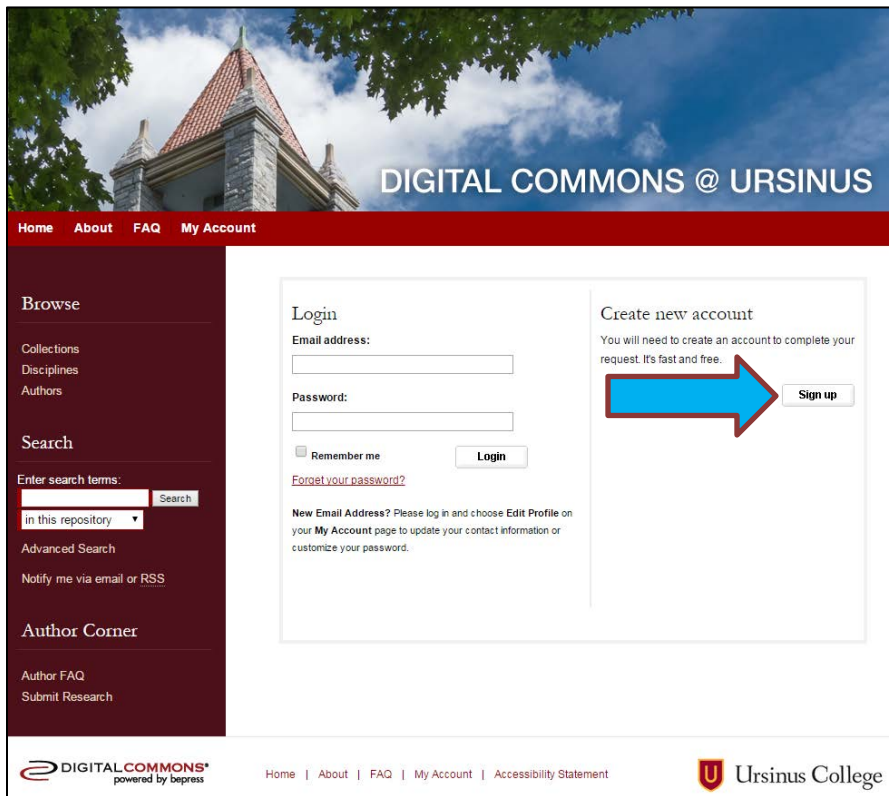 DIGITAL COMMONS @ URSINUS
Home About FAQ My Account
Browse
Collections
Disciplines
Authors
Search
Enter search terms:
Search
in this repository
Advanced Search
Notify me via email or RSS
Author Corner
Author FAQ
Submit Research
Login
Email address:
Password:
Remember me
Login
Forget your password?
New Email Address? Please log in and choose Edit Profile on
your My Account page to update your contact information or
customize your password.
Create new account
You will need to create an account to complete your
request. It's fast and free.
Sign up
DIGITALCOMMONS®
powered by bepress
Home | About | FAQ | My Account | Accessibility Statement
U
Ursinus College